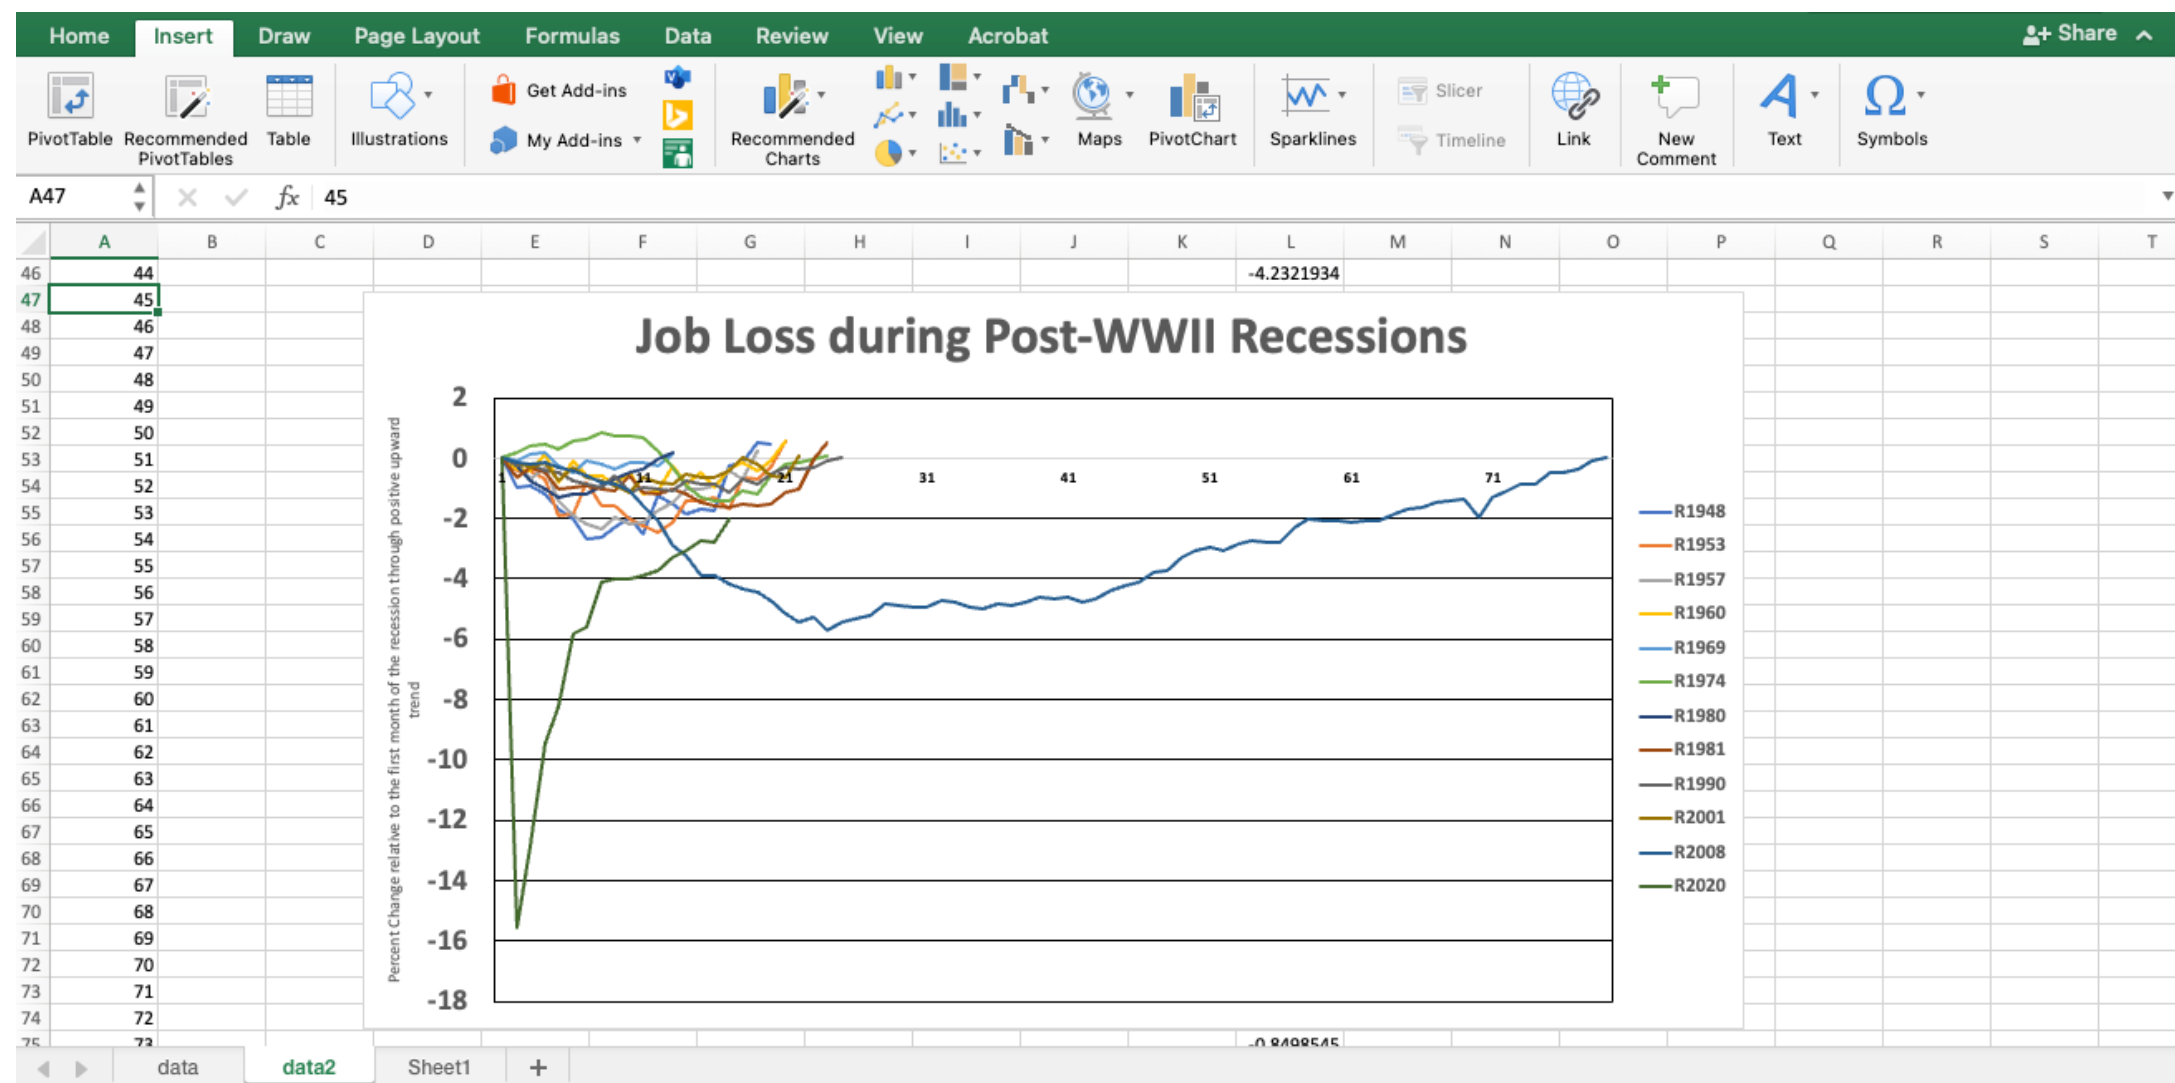 Home Insert Draw Page Layout Formulas Data Review View Acrobat Share
Get Add-ins Slicer
My Add-ins Timeline
PivotTable Recommended PivotTables Table Illustrations Recommended Charts Maps PivotChart Sparklines Link New Comment Text Symbols
A47 fx 45
A B C D E F G H I J K L M N O P Q R S T
46 44 -4.2321934
47 45
48 46
49 47
50 48
51 49
52 50
53 51
54 52
55 53
56 54
57 55
58 56
59 57
60 58
61 59
62 60
63 61
64 62
65 63
66 64
67 65
68 66
69 67
70 68
71 69
72 70
73 71
74 72
75 73 -0.8498545
Job Loss during Post-WWII Recessions
Percent Change relative to the first month of the recession through positive upward
trend
2
0
-2
-4
-6
-8
-10
-12
-14
-16
-18
1 11 21 31 41 51 61 71
R1948
R1953
R1957
R1960
R1969
R1974
R1980
R1981
R1990
R2001
R2008
R2020
data data2 Sheet1 +